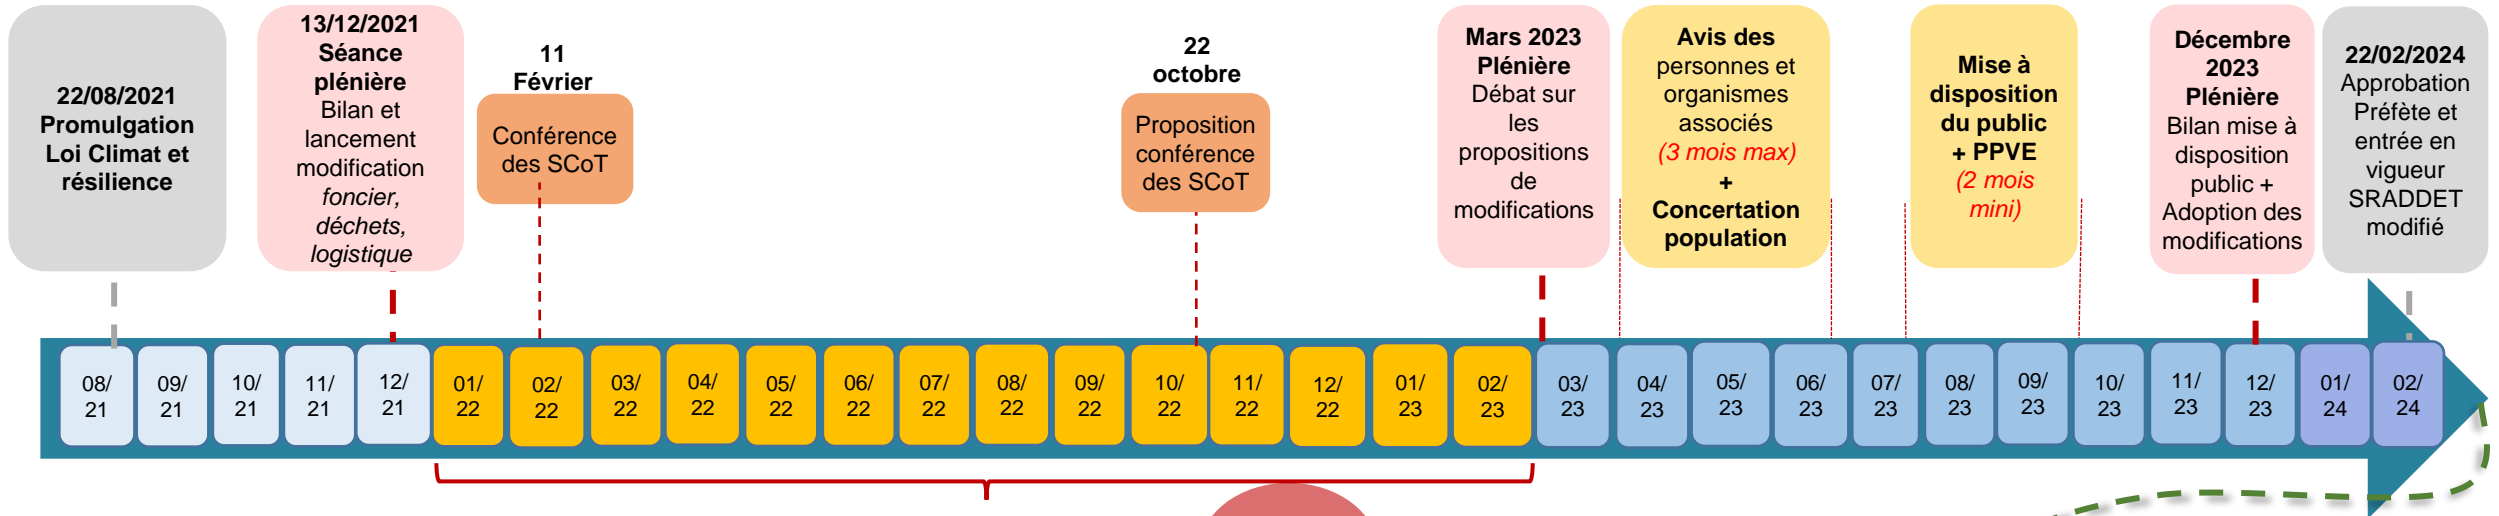 22/08/2021
Promulgation
Loi Climat et
résilience
13/12/2021
Séance
plénière
Bilan et
lancement
modification
foncier,
déchets,
logistique
11
Février
Conférence
des SCoT
22
octobre
Proposition
conférence
des SCoT
Mars 2023
Plénière
Débat sur
les
propositions
de
modifications
Avis des
personnes et
organismes
associés
(3 mois max)
+
Concertation
population
Mise à
disposition
du public
+ PPVE
(2 mois
mini)
Décembre
2023
Plénière
Bilan mise à
disposition
public +
Adoption des
modifications
22/02/2024
Approbation
Préfète et
entrée en
vigueur
SRADDET
modifié
08/
21
09/
21
10/
21
11/
21
12/
21
01/
22
02/
22
03/
22
04/
22
05/
22
06/
22
07/
22
08/
22
09/
22
10/
22
11/
22
12/
22
01/
23
02/
23
03/
23
04/
23
05/
23
06/
23
07/
23
08/
23
09/
23
10/
23
11/
23
12/
23
01/
24
02/
24